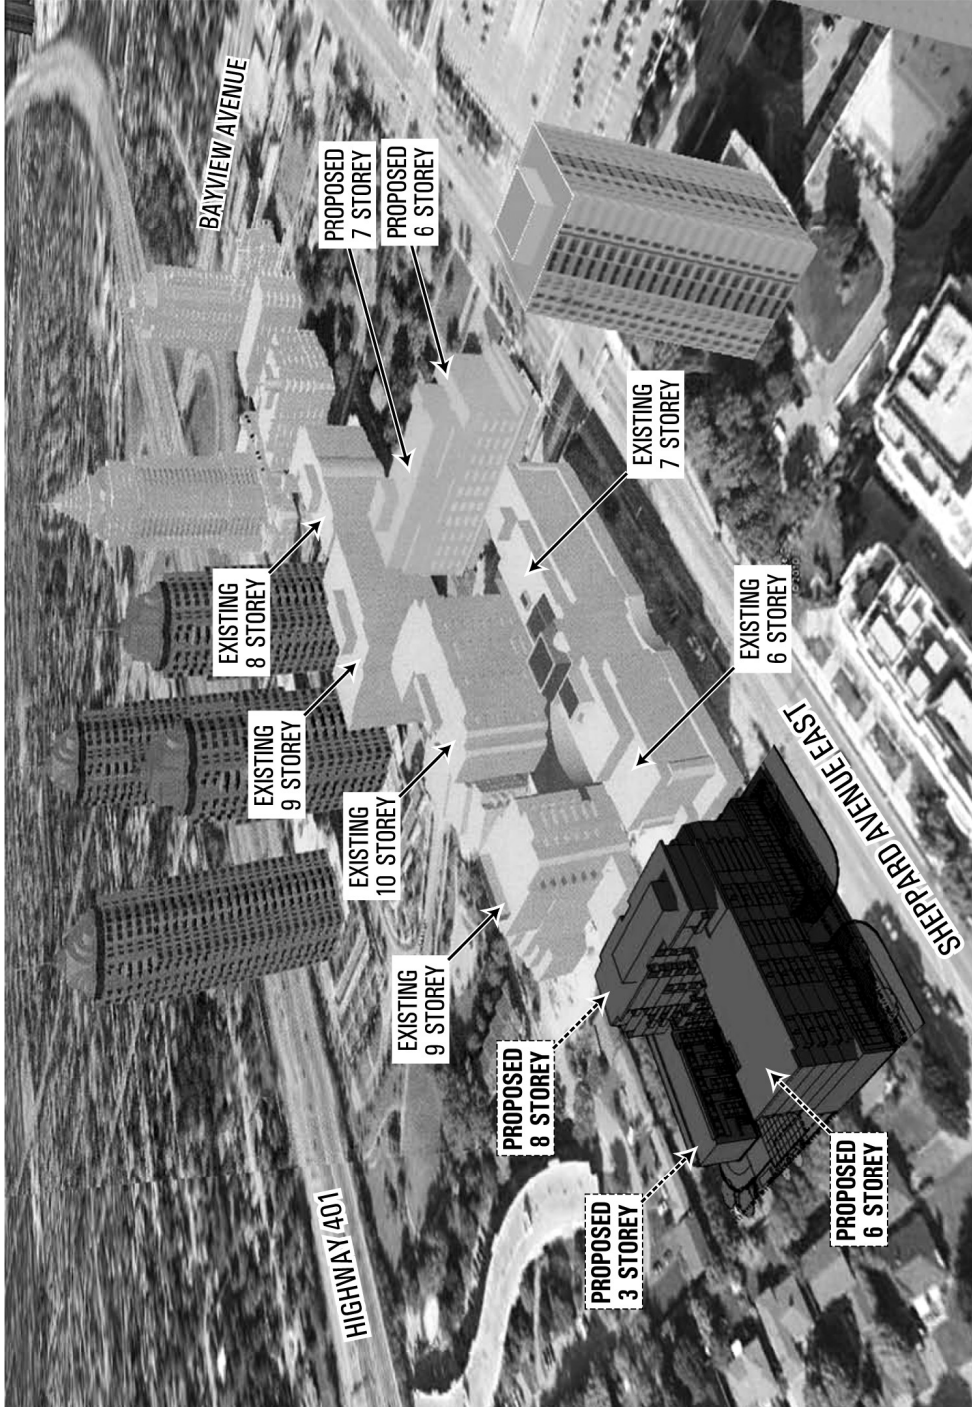 BAYVIEW AVENUE
EXISTING
8 STOREY
EXISTING
9 STOREY
PROPOSED
7 STOREY
HIGHWAY 401
EXISTING
10 STOREY
PROPOSED
6 STOREY
EXISTING
9 STOREY
PROPOSED
8 STOREY
PROPOSED
3 STOREY
EXISTING
7 STOREY
EXISTING
6 STOREY
SHEPPARD AVENUE EAST
PROPOSED
6 STOREY